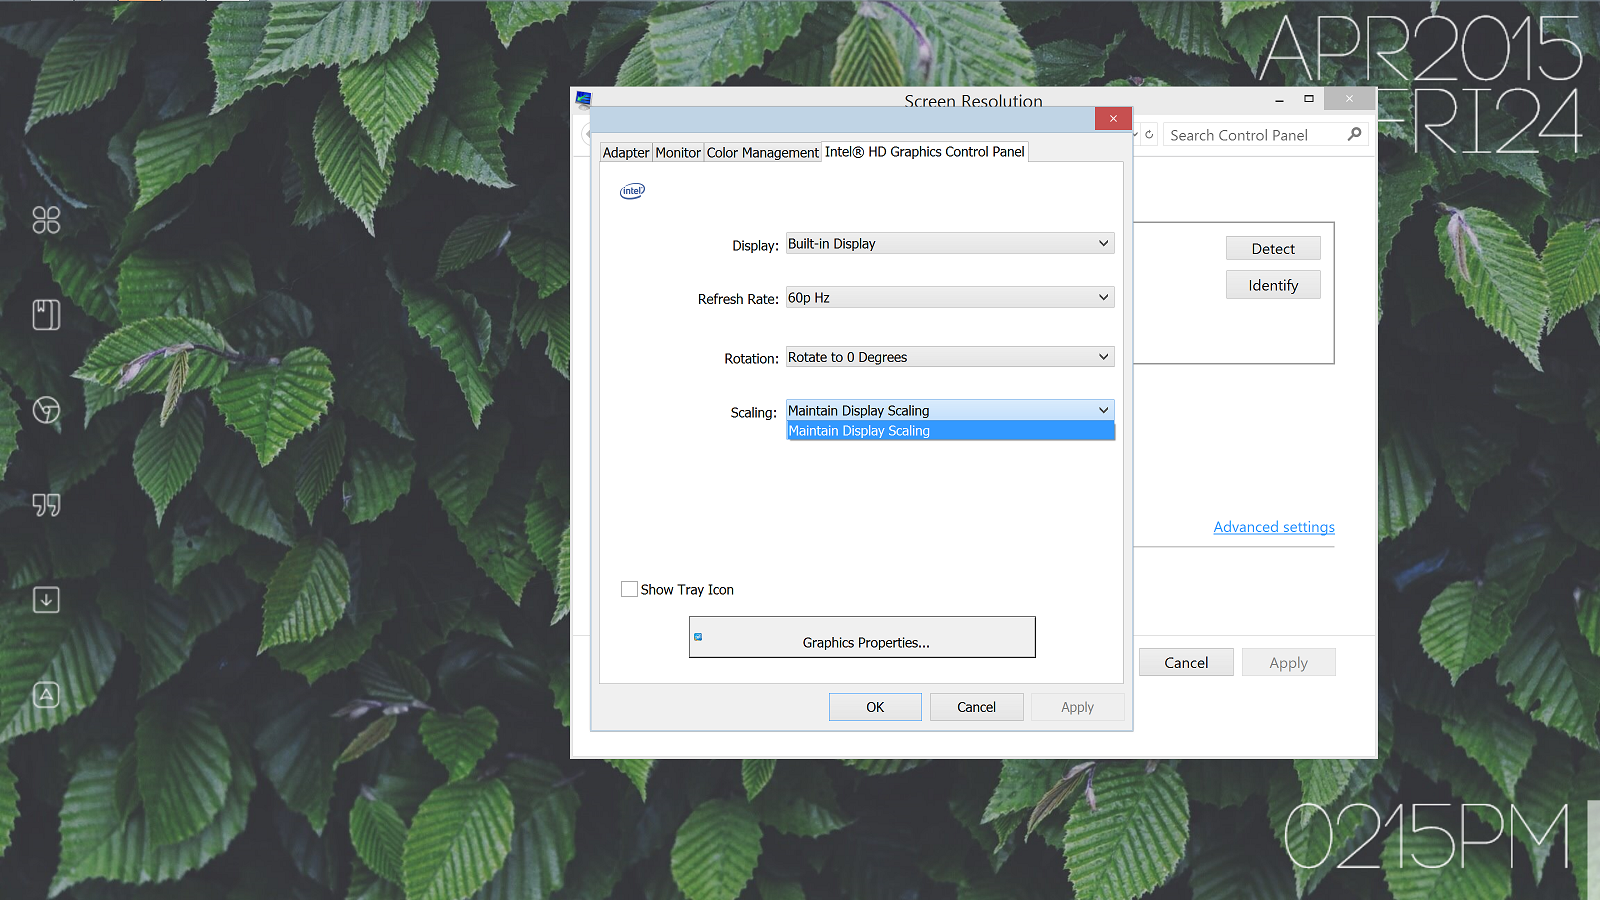 APR2015
FRI24
Screen Resolution
Search Control Panel
Adapter Monitor Color Management Intel® HD Graphics Control Panel
intel
Display: Built-in Display
Refresh Rate: 60p Hz
Rotation: Rotate to 0 Degrees
Scaling: Maintain Display Scaling
Maintain Display Scaling
Show Tray Icon
Graphics Properties...
OK Cancel Apply
Detect
Identify
Advanced settings
Cancel Apply
0215PM